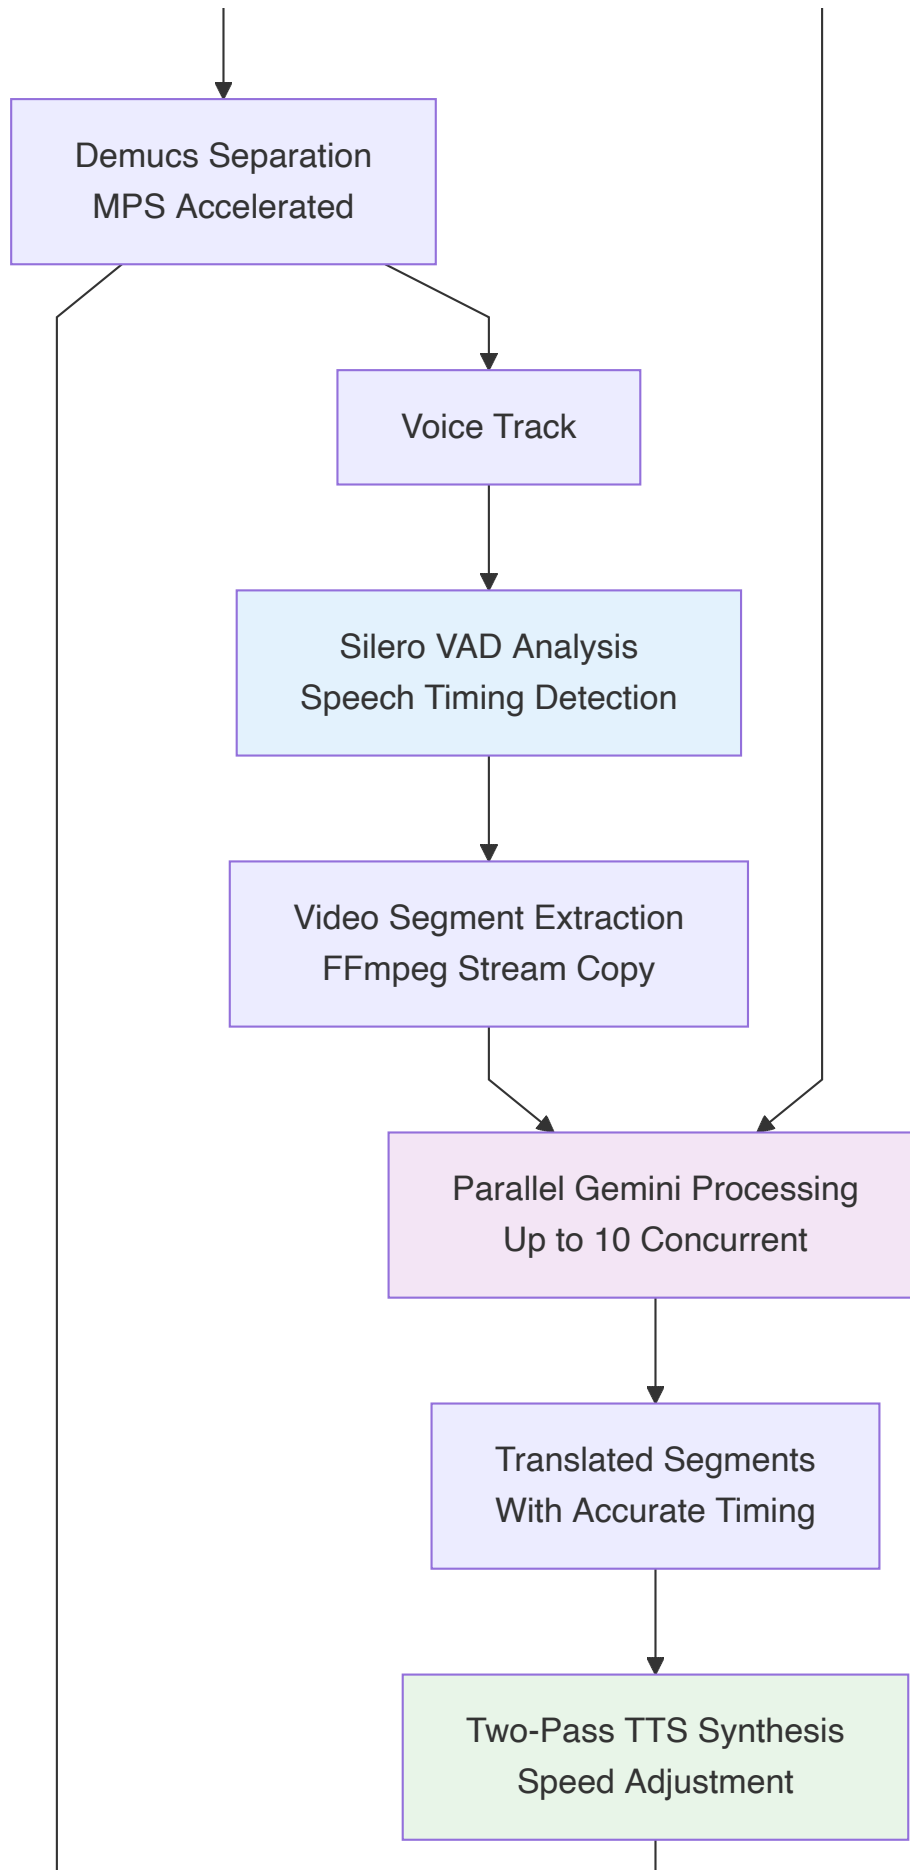 Demucs Separation
MPS Accelerated
Voice Track
Silero VAD Analysis
Speech Timing Detection
Video Segment Extraction
FFmpeg Stream Copy
Parallel Gemini Processing
Up to 10 Concurrent
Translated Segments
With Accurate Timing
Two-Pass TTS Synthesis
Speed Adjustment